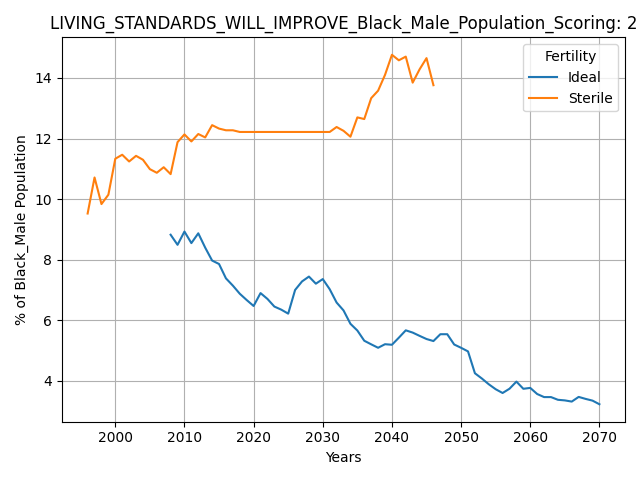 LIVING_STANDARDS_WILL_IMPROVE_Black_Male_Population_Scoring: 2
Fertility
Ideal
Sterile
% of Black_Male Population
14
12
10
8
6
4
2000
2010
2020
2030
2040
2050
2060
2070
Years